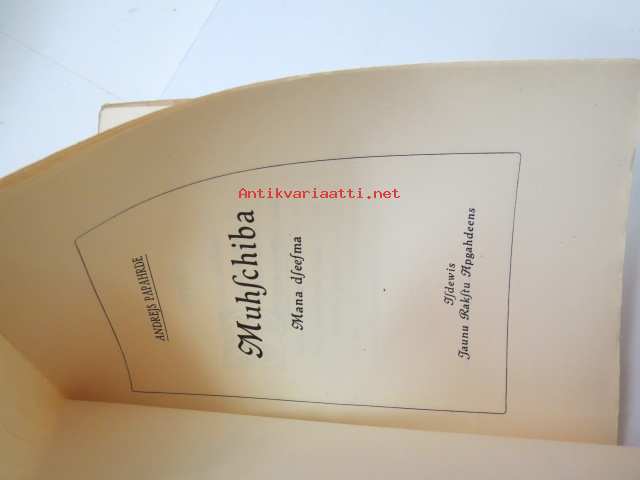 ANDREJS PAPAHRDE
Muhſchiba
Mana dſeeſma
Iſdewis
Jaunu Rakſtu Apgahdeens
Antikvariaatti.net